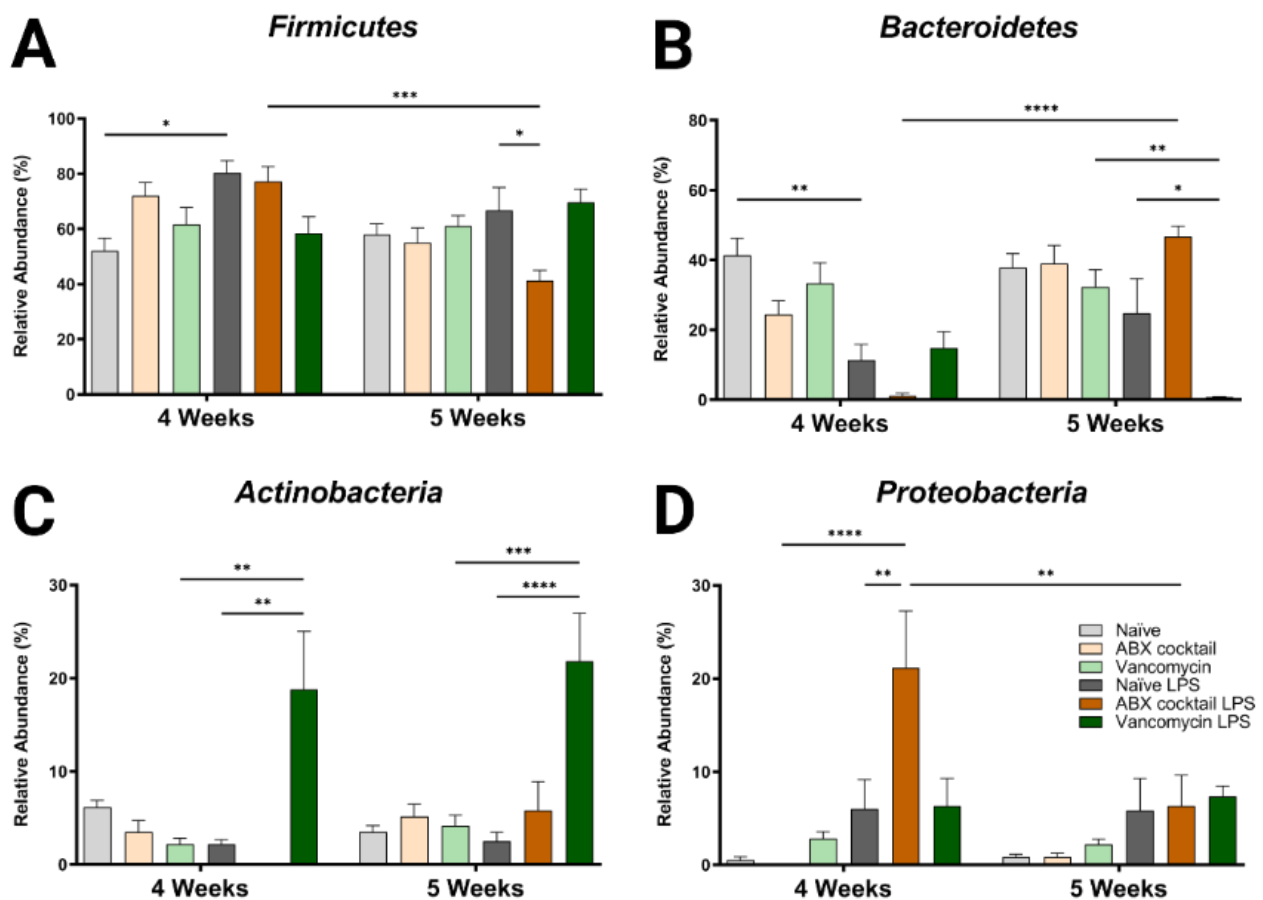 A
Firmicutes
Relative Abundance (%)
100
80
60
40
20
0
*
***
*
4 Weeks
5 Weeks
B
Bacteroidetes
Relative Abundance (%)
80
60
40
20
0
**
****
**
*
4 Weeks
5 Weeks
C
Actinobacteria
Relative Abundance (%)
30
20
10
0
**
**
***
****
4 Weeks
5 Weeks
D
Proteobacteria
Relative Abundance (%)
30
20
10
0
****
**
**
Naïve
ABX cocktail
Vancomycin
Naïve LPS
ABX cocktail LPS
Vancomycin LPS
4 Weeks
5 Weeks